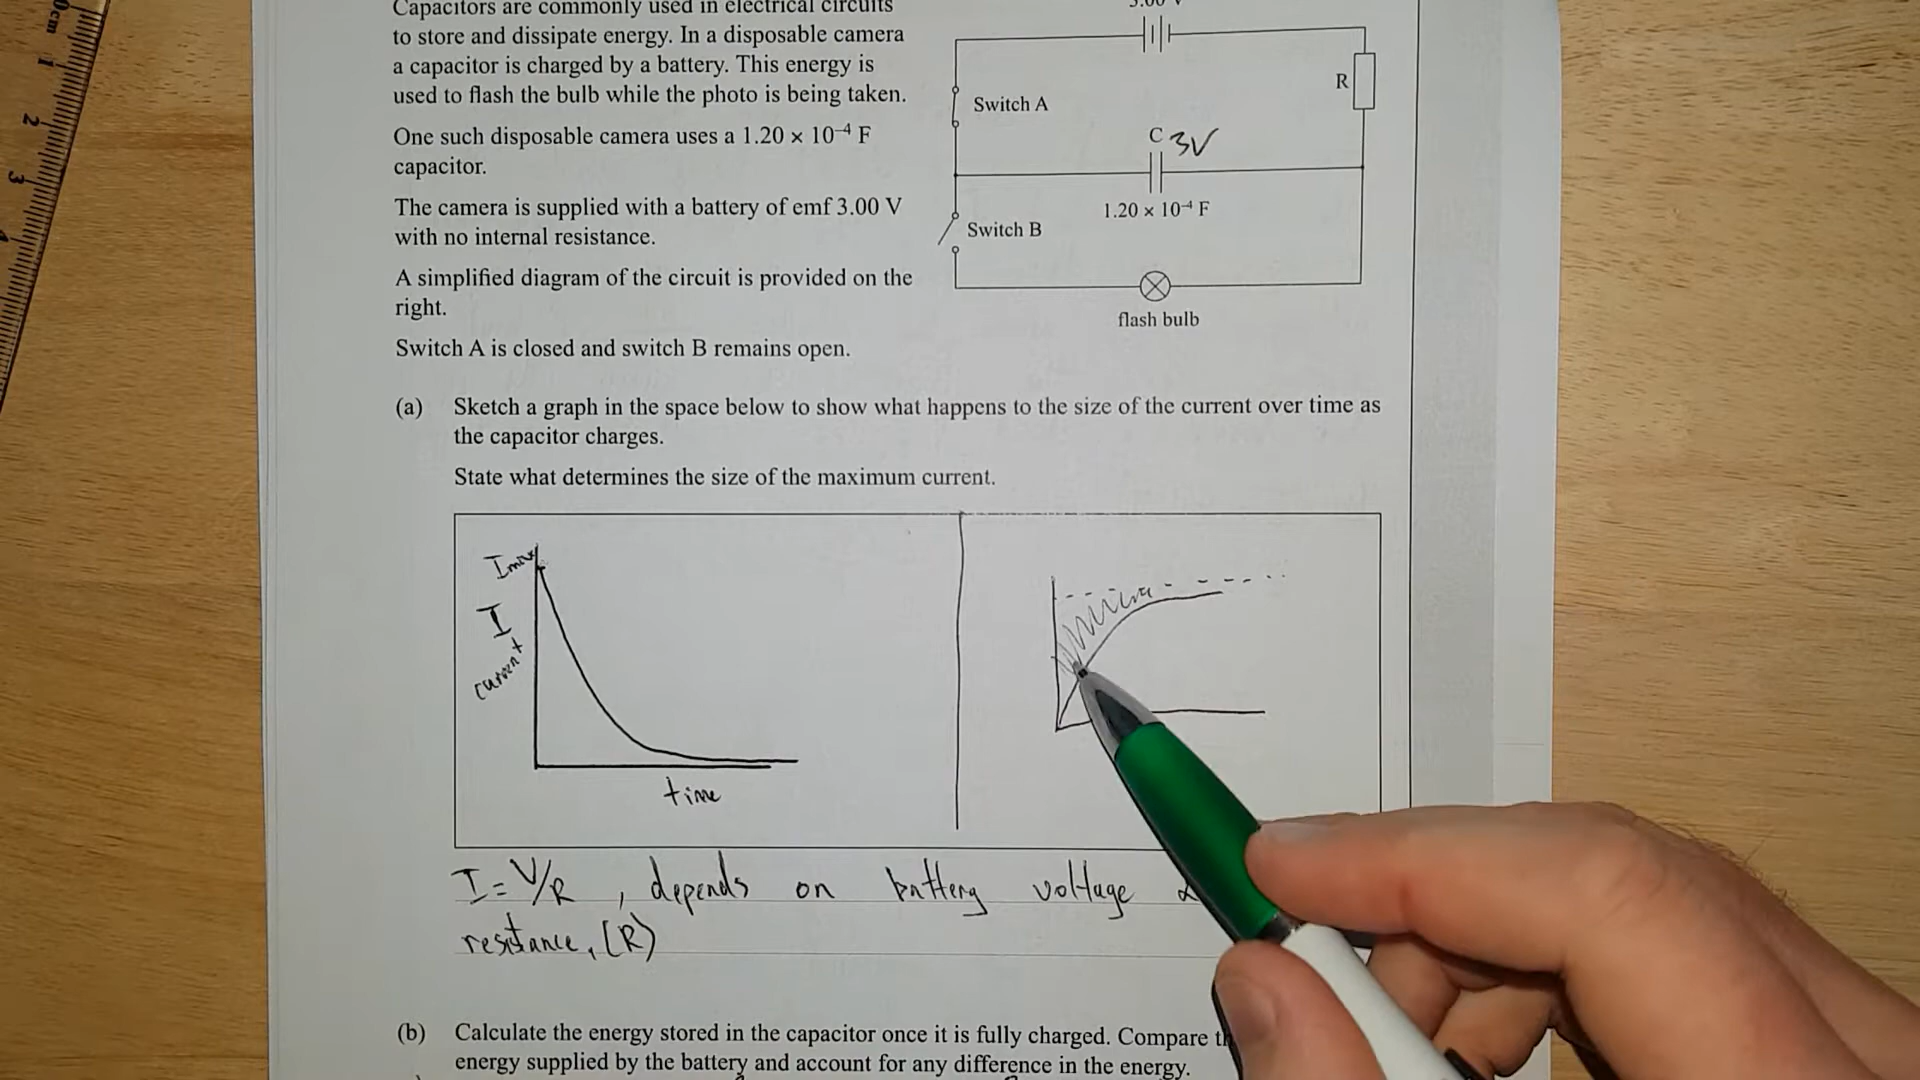 Capacitors are commonly used in electrical circuits
to store and dissipate energy. In a disposable camera
a capacitor is charged by a battery. This energy is
used to flash the bulb while the photo is being taken.
One such disposable camera uses a 1.20 × 10⁻⁴ F
capacitor.
The camera is supplied with a battery of emf 3.00 V
with no internal resistance.
A simplified diagram of the circuit is provided on the
right.
Switch A is closed and switch B remains open.
3.00 V
R
Switch A
C 3V
1.20 × 10⁻⁴ F
Switch B
flash bulb
(a) Sketch a graph in the space below to show what happens to the size of the current over time as
the capacitor charges.
State what determines the size of the maximum current.
Imax
I
current
time
I = V/R , depends on battery voltage &
resistance, (R)
(b) Calculate the energy stored in the capacitor once it is fully charged. Compare
energy supplied by the battery and account for any difference in the energy.
0cm
1
2
3
4